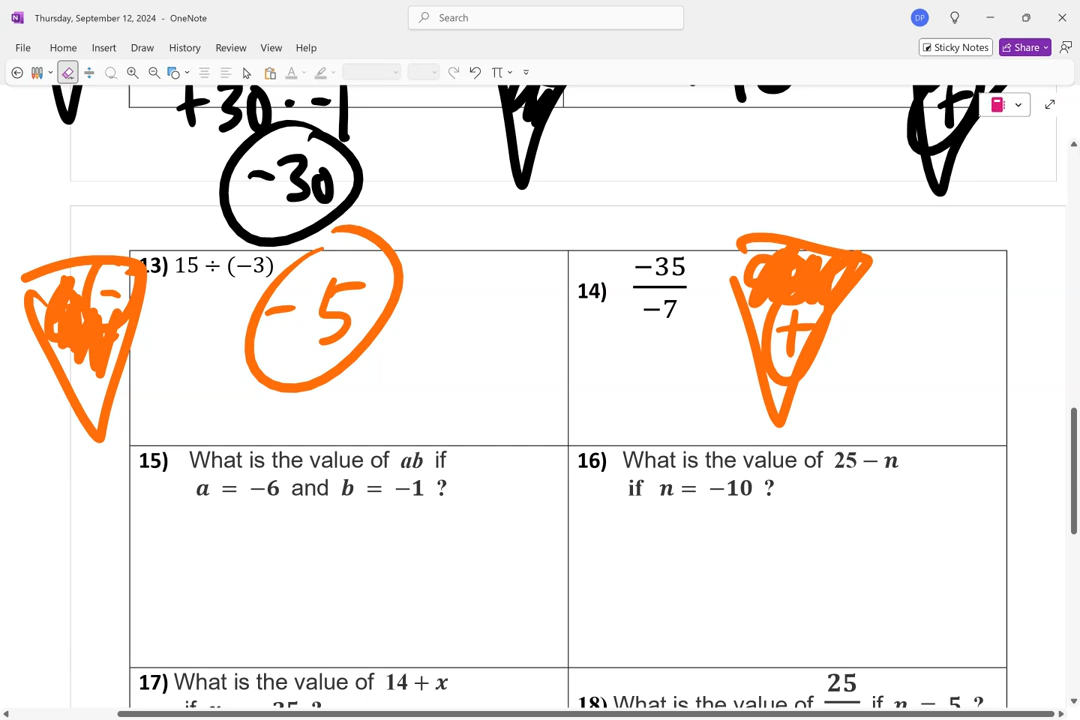 Thursday, September 12, 2024 - OneNote
Search
DP
File Home Insert Draw History Review View Help
Sticky Notes
Share
+30 · -1
-30
+
13) 15 ÷ (−3)
-
- 5
14) −35
−7
+
15) What is the value of ab if
a = −6 and b = −1 ?
16) What is the value of 25 − n
if n = −10 ?
17) What is the value of 14 + x
18) What is the value of 25 if n = 5 ?